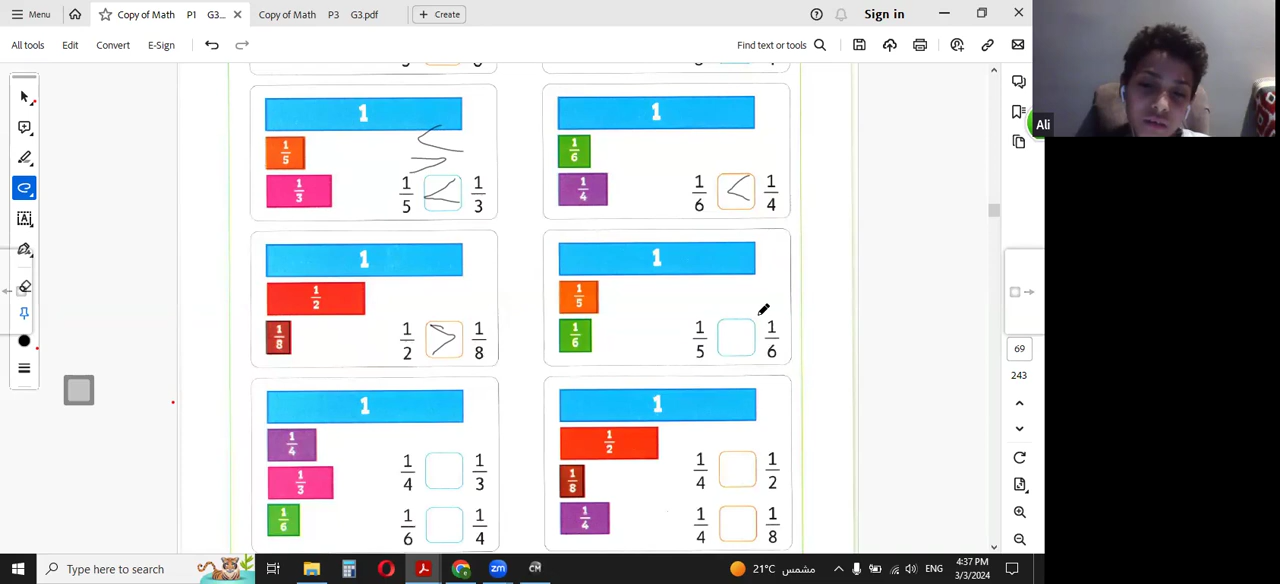 Menu
Copy of Math P1 G3...
Copy of Math P3 G3.pdf
Create
Sign in
All tools
Edit
Convert
E-Sign
Find text or tools
Ali
1
1/5
1/3
1/5 < 1/3
1
1/6
1/4
1/6 < 1/4
1
1/2
1/8
1/2 > 1/8
1
1/5
1/6
1/5 1/6
1
1/4
1/3
1/6
1/4 1/3
1/6 1/4
1
1/2
1/8
1/4
1/4 1/2
1/4 1/8
69
243
Type here to search
21°C مشمس
ENG
4:37 PM
3/3/2024